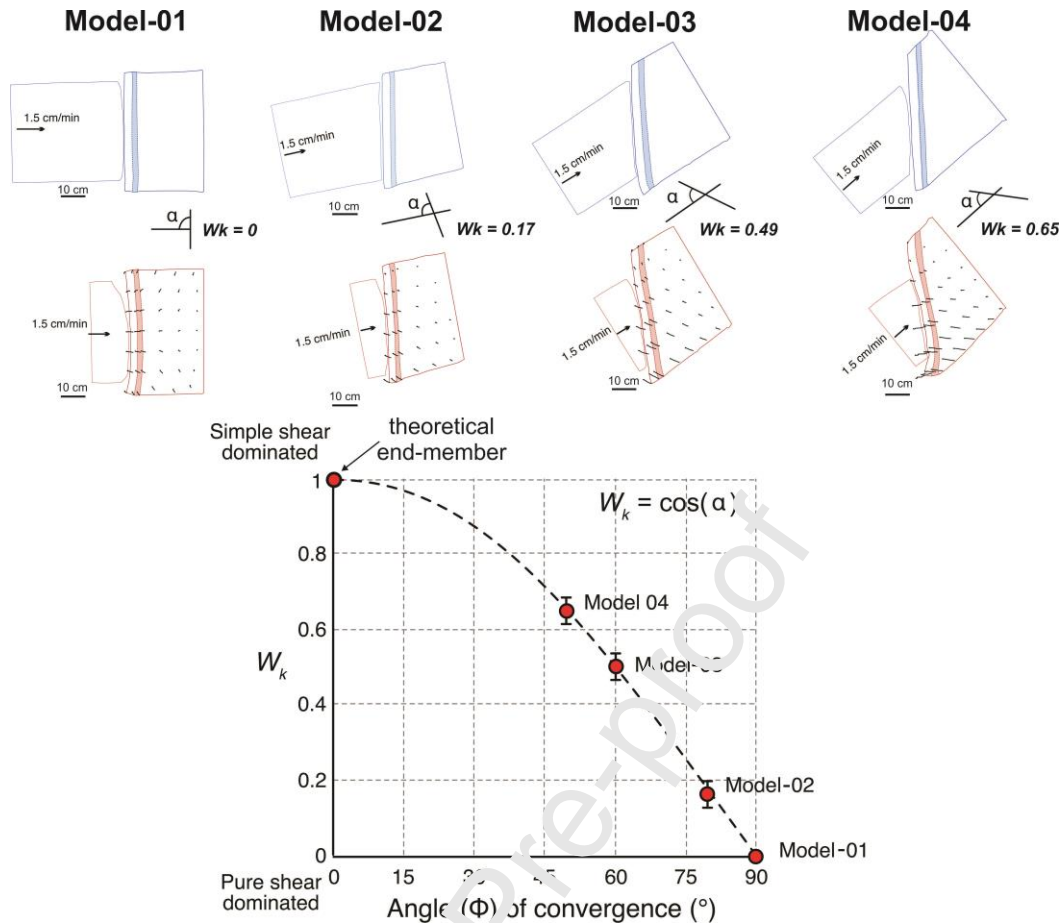 Model-01 Model-02 Model-03 Model-04
1.5 cm/min 1.5 cm/min 1.5 cm/min 1.5 cm/min
10 cm 10 cm 10 cm 10 cm
α Wk = 0 α Wk = 0.17 α Wk = 0.49 α Wk = 0.65
1.5 cm/min 1.5 cm/min 1.5 cm/min 1.5 cm/min
10 cm 10 cm 10 cm 10 cm
Simple shear
dominated
theoretical
end-member
Wk = cos(α)
1
0.8
Model 04
0.6
Wk
Model-
0.4
0.2
Model-02
Model-01
0
Pure shear
dominated
0 15 45 60 75 90
Angle (Φ) of convergence (°)
Pre-proof